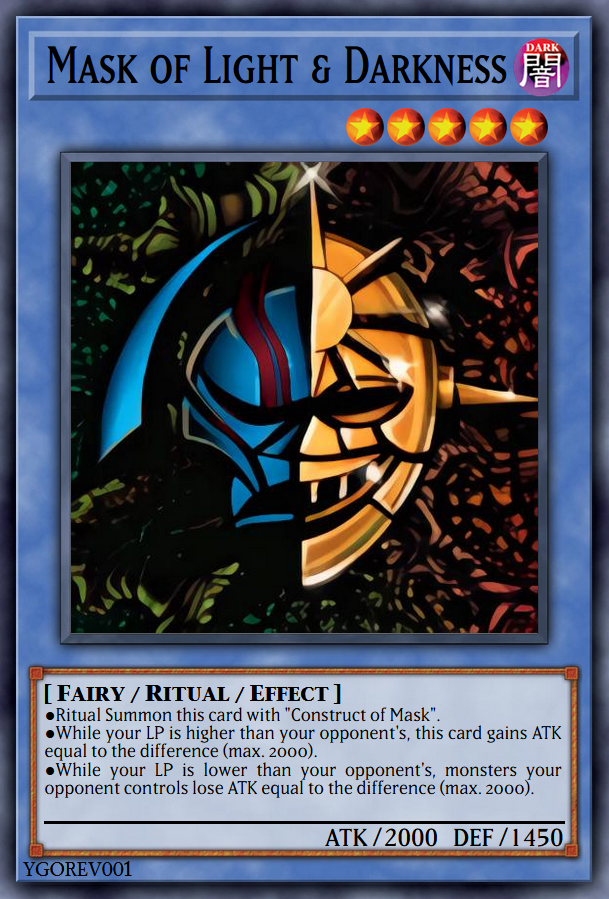 Mask of Light & Darkness
DARK
闇
[ Fairy / Ritual / Effect ]
●Ritual Summon this card with "Construct of Mask".
●While your LP is higher than your opponent's, this card gains ATK
equal to the difference (max. 2000).
●While your LP is lower than your opponent's, monsters your
opponent controls lose ATK equal to the difference (max. 2000).
ATK/2000 DEF/1450
YGOREV001